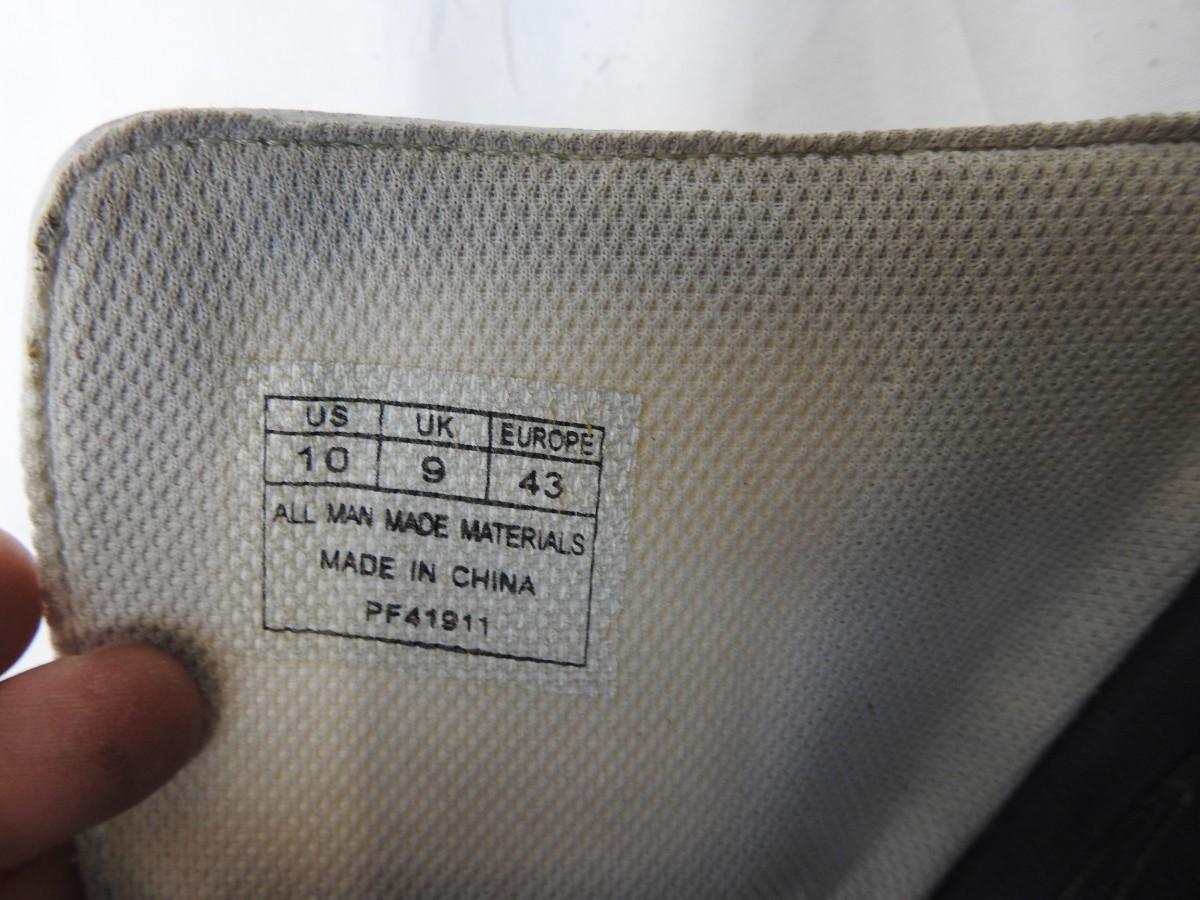 US UK EUROPE
10 9 43
ALL MAN MADE MATERIALS
MADE IN CHINA
PF41911